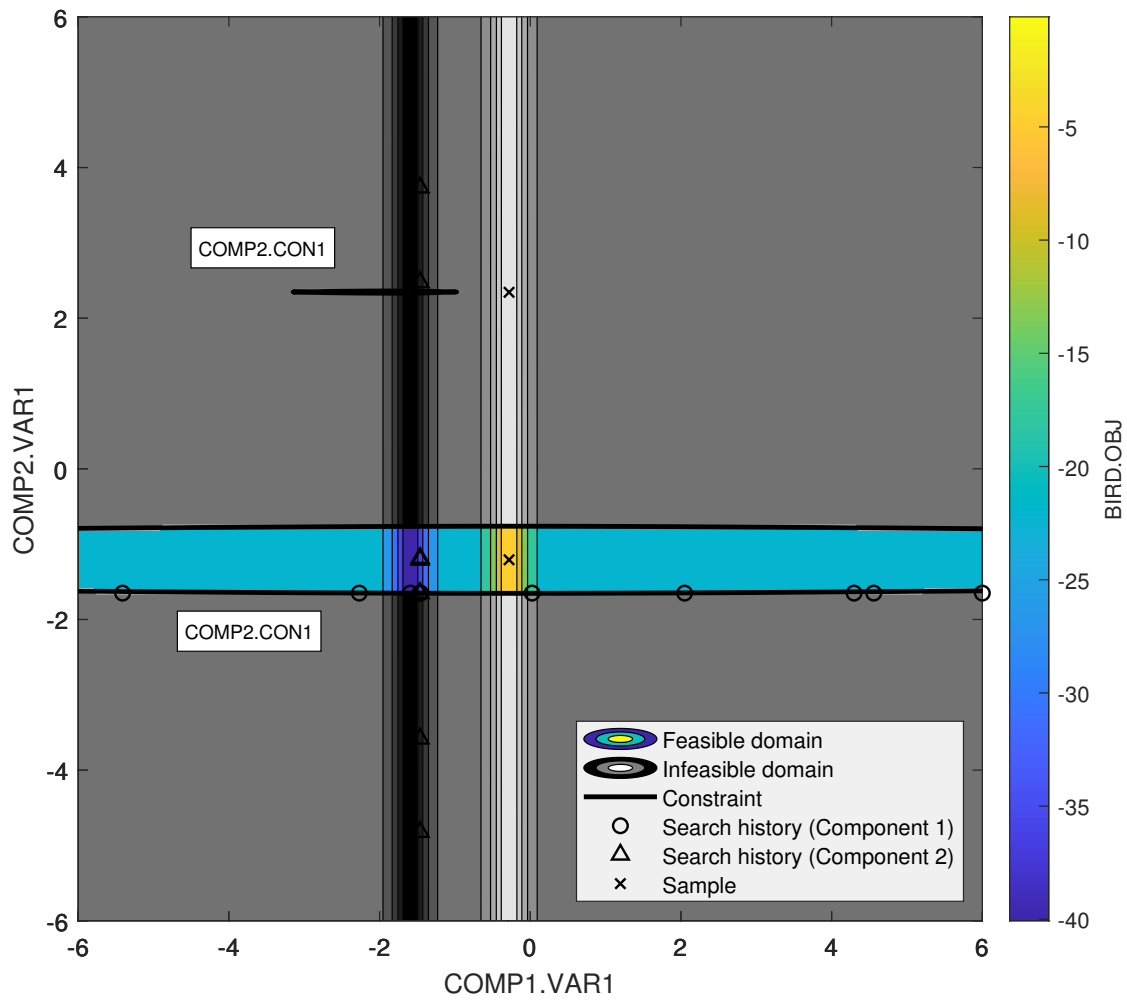 6
4
2
0
-2
-4
-6
COMP2.VAR1
-6
-4
-2
0
2
4
6
COMP1.VAR1
COMP2.CON1
COMP2.CON1
Feasible domain
Infeasible domain
Constraint
Search history (Component 1)
Search history (Component 2)
Sample
-5
-10
-15
-20
-25
-30
-35
-40
BIRD.OBJ